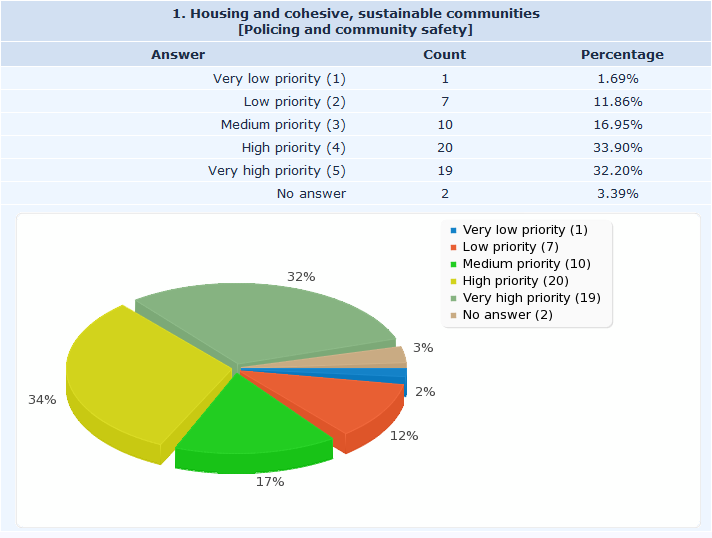 1. Housing and cohesive, sustainable communities
[Policing and community safety]
Answer Count Percentage
Very low priority (1) 1 1.69%
Low priority (2) 7 11.86%
Medium priority (3) 10 16.95%
High priority (4) 20 33.90%
Very high priority (5) 19 32.20%
No answer 2 3.39%
Very low priority (1)
Low priority (7)
Medium priority (10)
High priority (20)
Very high priority (19)
No answer (2)
32%
3%
2%
34%
12%
17%